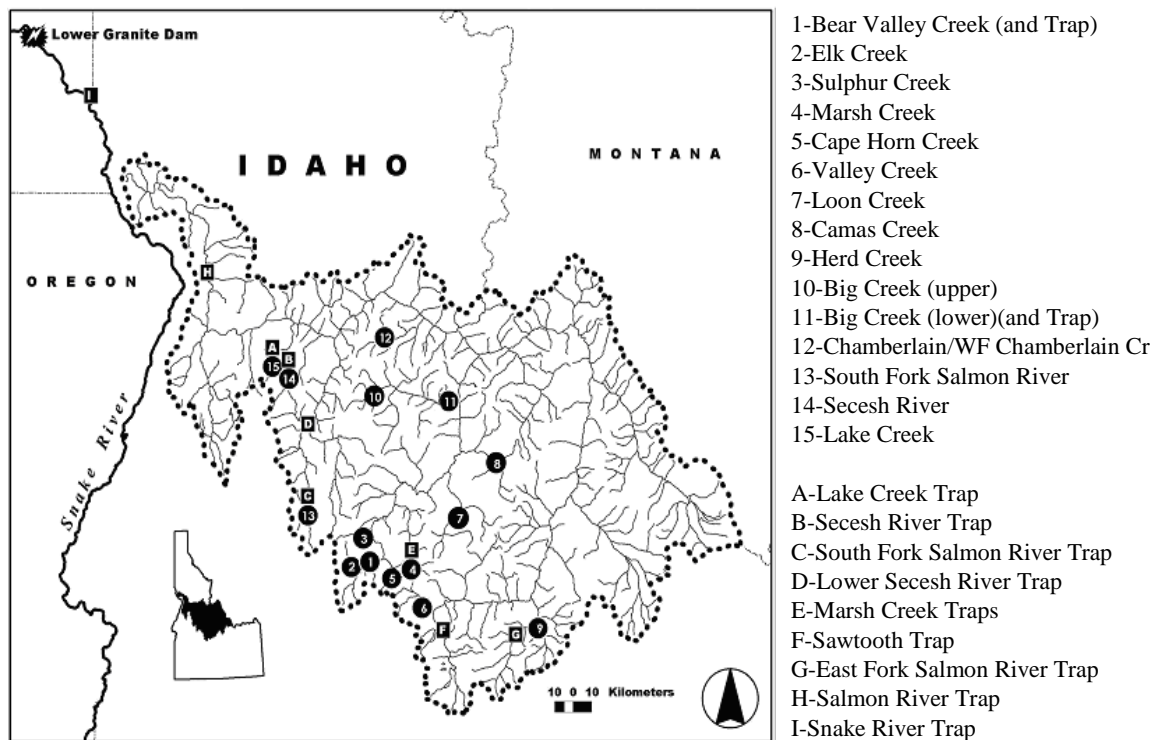 Lower Granite Dam
I
IDAHO
MONTANA
OREGON
H
Snake River
A
B
15
14
12
10
11
D
8
C
13
7
3
E
2
1
5
4
6
F
G
9
10 0 10 Kilometers
1-Bear Valley Creek (and Trap)
2-Elk Creek
3-Sulphur Creek
4-Marsh Creek
5-Cape Horn Creek
6-Valley Creek
7-Loon Creek
8-Camas Creek
9-Herd Creek
10-Big Creek (upper)
11-Big Creek (lower)(and Trap)
12-Chamberlain/WF Chamberlain Cr
13-South Fork Salmon River
14-Secesh River
15-Lake Creek
A-Lake Creek Trap
B-Secesh River Trap
C-South Fork Salmon River Trap
D-Lower Secesh River Trap
E-Marsh Creek Traps
F-Sawtooth Trap
G-East Fork Salmon River Trap
H-Salmon River Trap
I-Snake River Trap